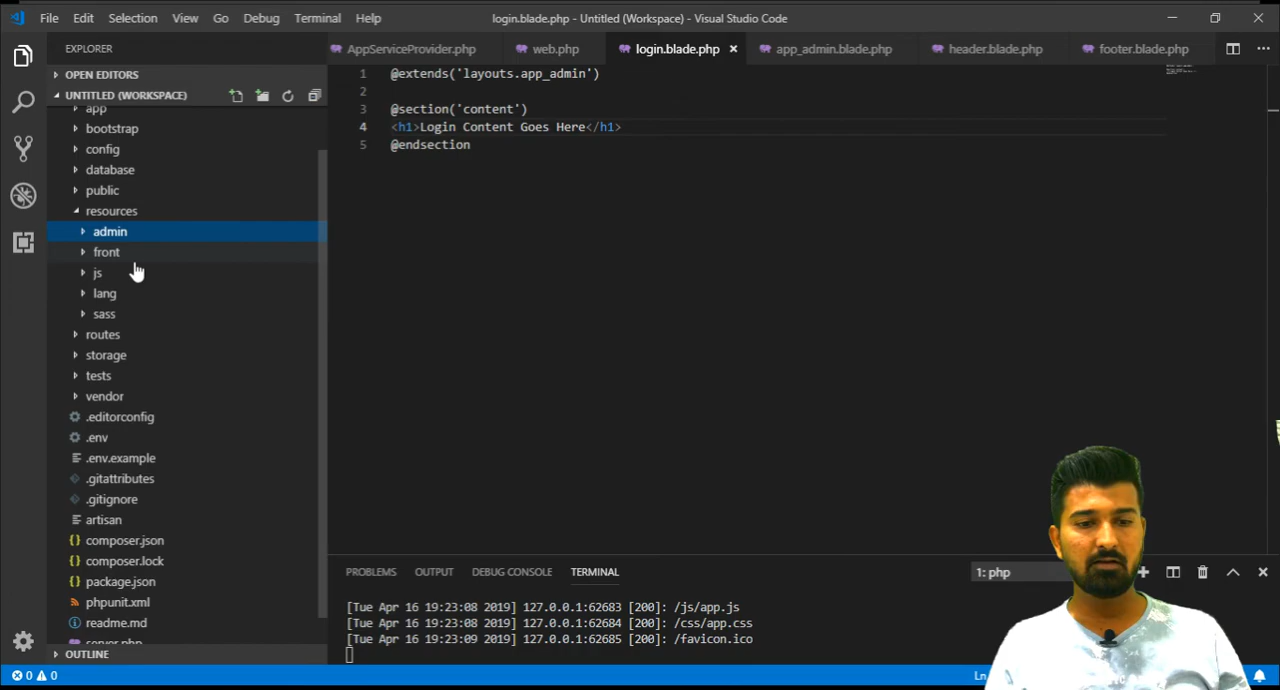 File Edit Selection View Go Debug Terminal Help
login.blade.php - Untitled (Workspace) - Visual Studio Code
EXPLORER
AppServiceProvider.php
web.php
login.blade.php
app_admin.blade.php
header.blade.php
footer.blade.php
OPEN EDITORS
UNTITLED (WORKSPACE)
app
bootstrap
config
database
public
resources
admin
front
js
lang
sass
routes
storage
tests
vendor
.editorconfig
.env
.env.example
.gitattributes
.gitignore
artisan
composer.json
composer.lock
package.json
phpunit.xml
readme.md
server.php
OUTLINE
1 @extends('layouts.app_admin')
2
3 @section('content')
4 <h1>Login Content Goes Here</h1>
5 @endsection
PROBLEMS OUTPUT DEBUG CONSOLE TERMINAL
1: php
[Tue Apr 16 19:23:08 2019] 127.0.0.1:62683 [200]: /js/app.js
[Tue Apr 16 19:23:08 2019] 127.0.0.1:62684 [200]: /css/app.css
[Tue Apr 16 19:23:09 2019] 127.0.0.1:62685 [200]: /favicon.ico
0 0